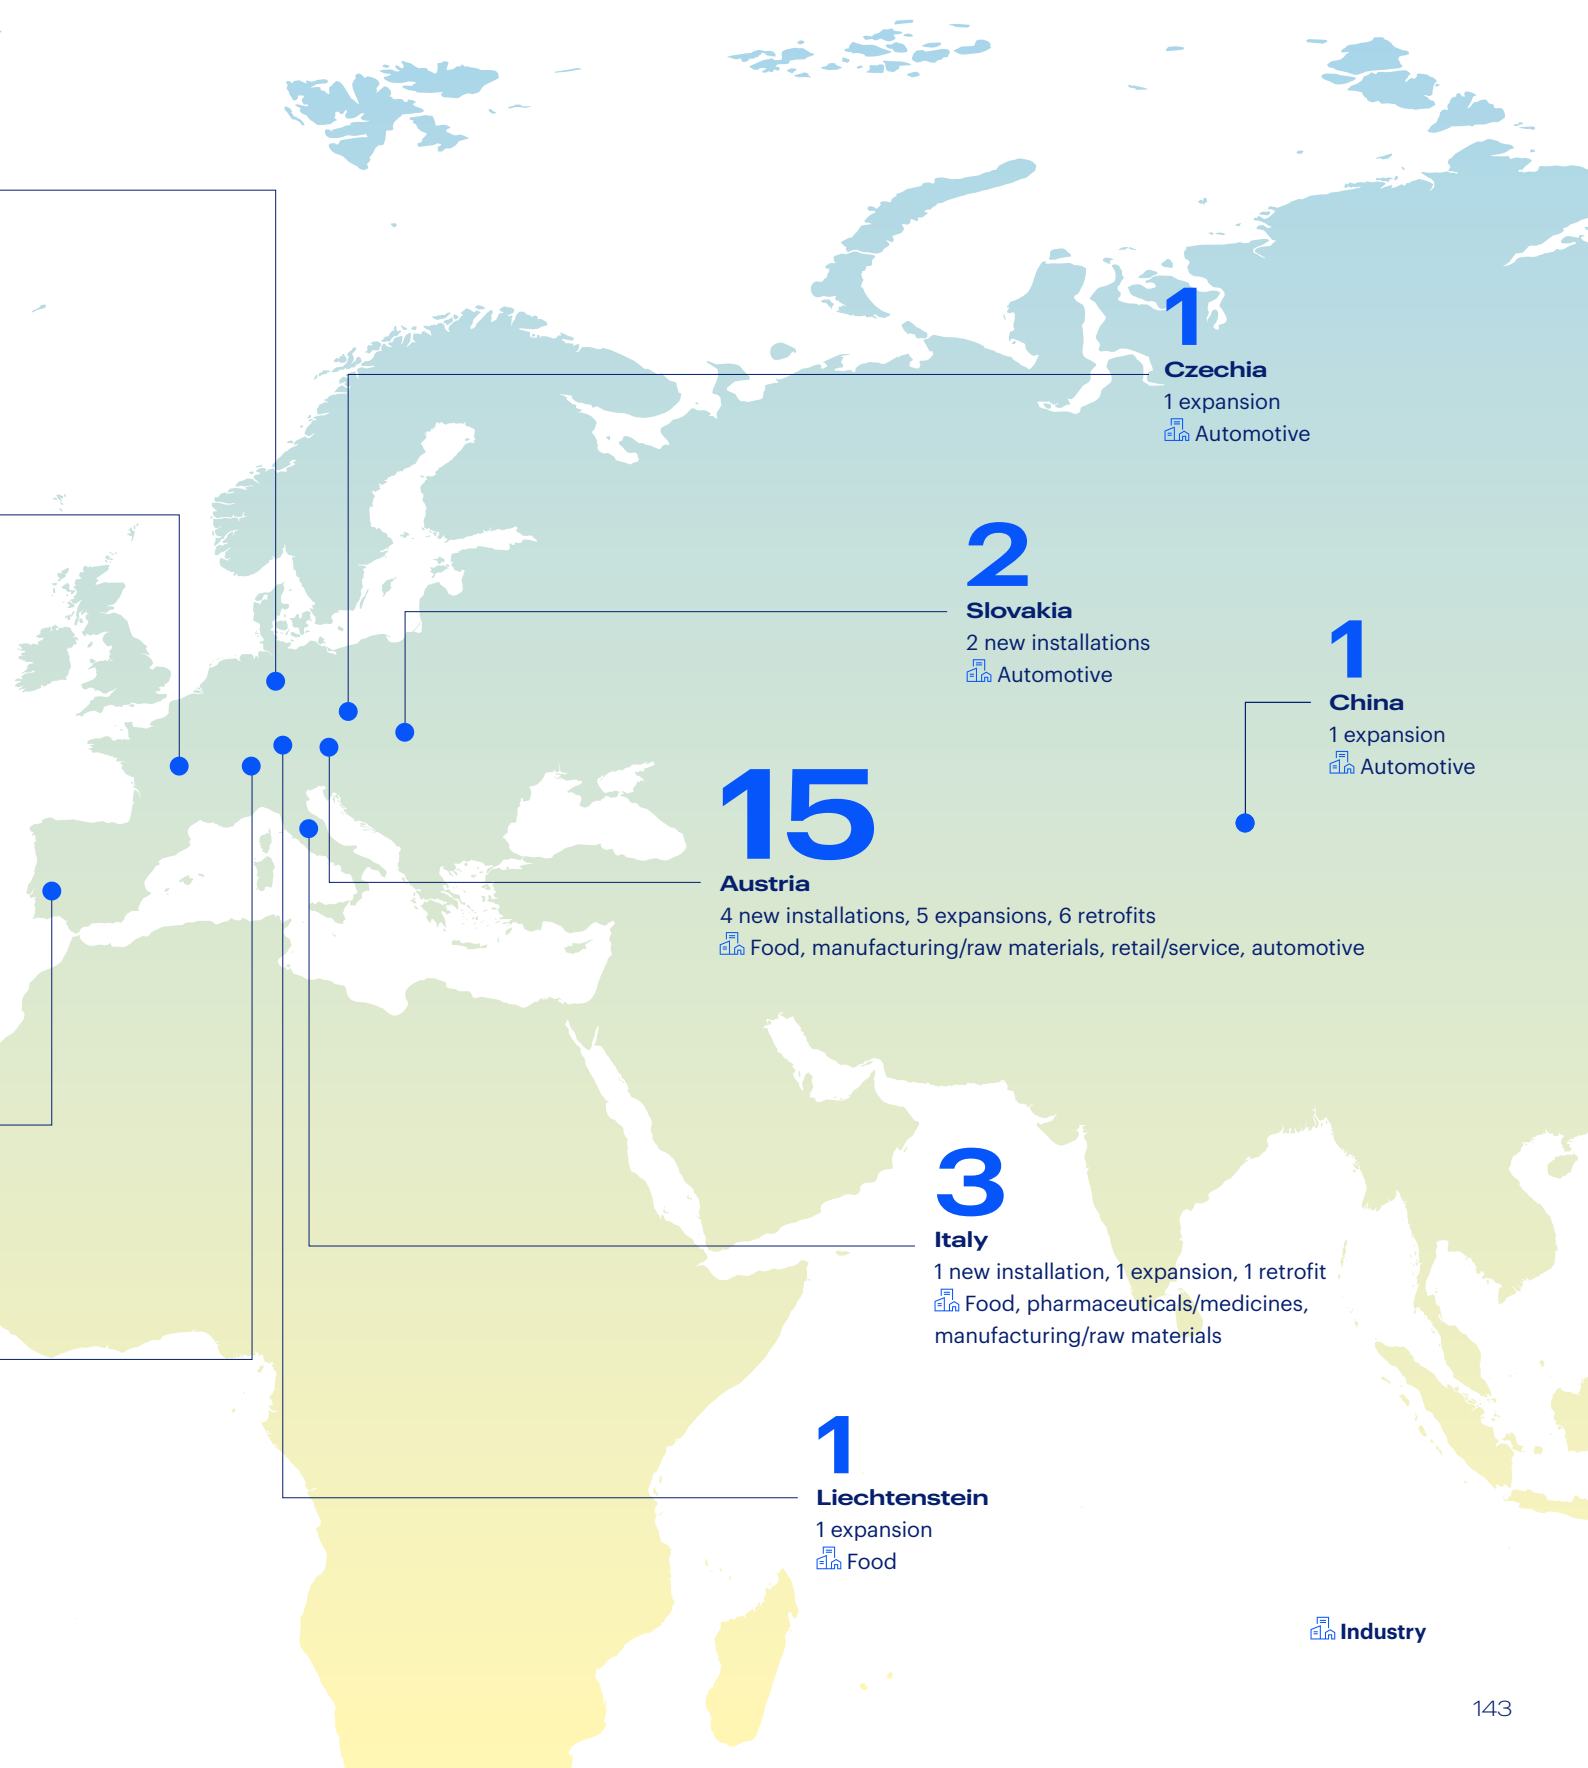 1
Czechia
1 expansion
Automotive
2
Slovakia
2 new installations
Automotive
1
China
1 expansion
Automotive
15
Austria
4 new installations, 5 expansions, 6 retrofits
Food, manufacturing/raw materials, retail/service, automotive
3
Italy
1 new installation, 1 expansion, 1 retrofit
Food, pharmaceuticals/medicines,
manufacturing/raw materials
1
Liechtenstein
1 expansion
Food
Industry
143